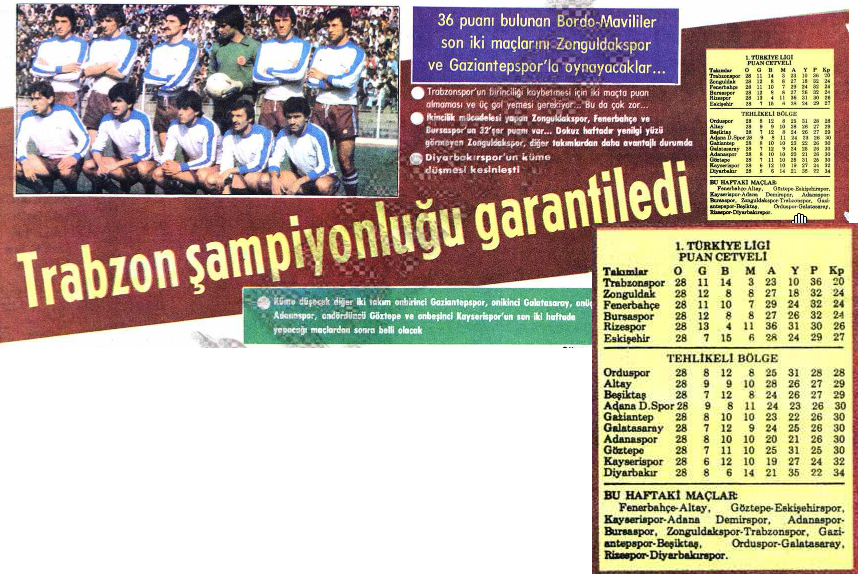 36 puanı bulunan Bordo-Mavililer
son iki maçlarını Zonguldakspor
ve Gaziantepspor'la oynayacaklar...
Trabzonspor'un birinciliği kaybetmesi için iki maçta puan
almaması ve üç gol yemesi gerekiyor... Bu da çok zor...
İkincilik mücadelesi yapan Zonguldakspor, Fenerbahçe ve
Bursaspor'un 32'şer puanı var... Dokuz haftadır yenilgi yüzü
görmeyen Zonguldakspor, diğer takımlardan daha avantajlı durumda
Diyarbakırspor'un küme
düşmesi kesinleşti
Trabzon şampiyonluğu garantiledi
Küme düşecek diğer iki takım onbirinci Gaziantepspor, onikinci Galatasaray,
Adanaspor, ondördüncü Göztepe ve onbeşinci Kayserispor'un son iki haftada
yapacağı maçlardan sonra belli olacak
1. TÜRKİYE LİGİ
PUAN CETVELİ
Takımlar O G B M A Y P Kp
Trabzonspor 28 11 14 3 23 10 36 20
Zonguldak 28 12 8 8 27 18 32 24
Fenerbahçe 28 11 10 7 29 24 32 24
Bursaspor 28 12 8 8 27 26 32 24
Rizespor 28 13 4 11 36 31 30 26
Eskişehir 28 7 15 6 28 24 29 27
TEHLİKELİ BÖLGE
Orduspor 28 8 12 8 25 31 28 28
Altay 28 9 9 10 28 26 27 29
Beşiktaş 28 7 12 8 24 26 27 29
Adana D.Spor 28 9 8 11 24 23 26 30
Gaziantep 28 8 10 10 23 22 26 30
Galatasaray 28 7 12 9 24 25 26 30
Adanaspor 28 8 10 10 20 21 26 30
Göztepe 28 7 11 10 25 31 25 30
Kayserispor 28 6 12 10 19 27 24 32
Diyarbakır 28 8 6 14 21 35 22 34
BU HAFTAKİ MAÇLAR:
Fenerbahçe-Altay, Göztepe-Eskişehirspor,
Kayserispor-Adana Demirspor, Adanaspor-
Bursaspor, Zonguldakspor-Trabzonspor, Gazi-
antepspor-Beşiktaş, Orduspor-Galatasaray,
Rizespor-Diyarbakırspor.